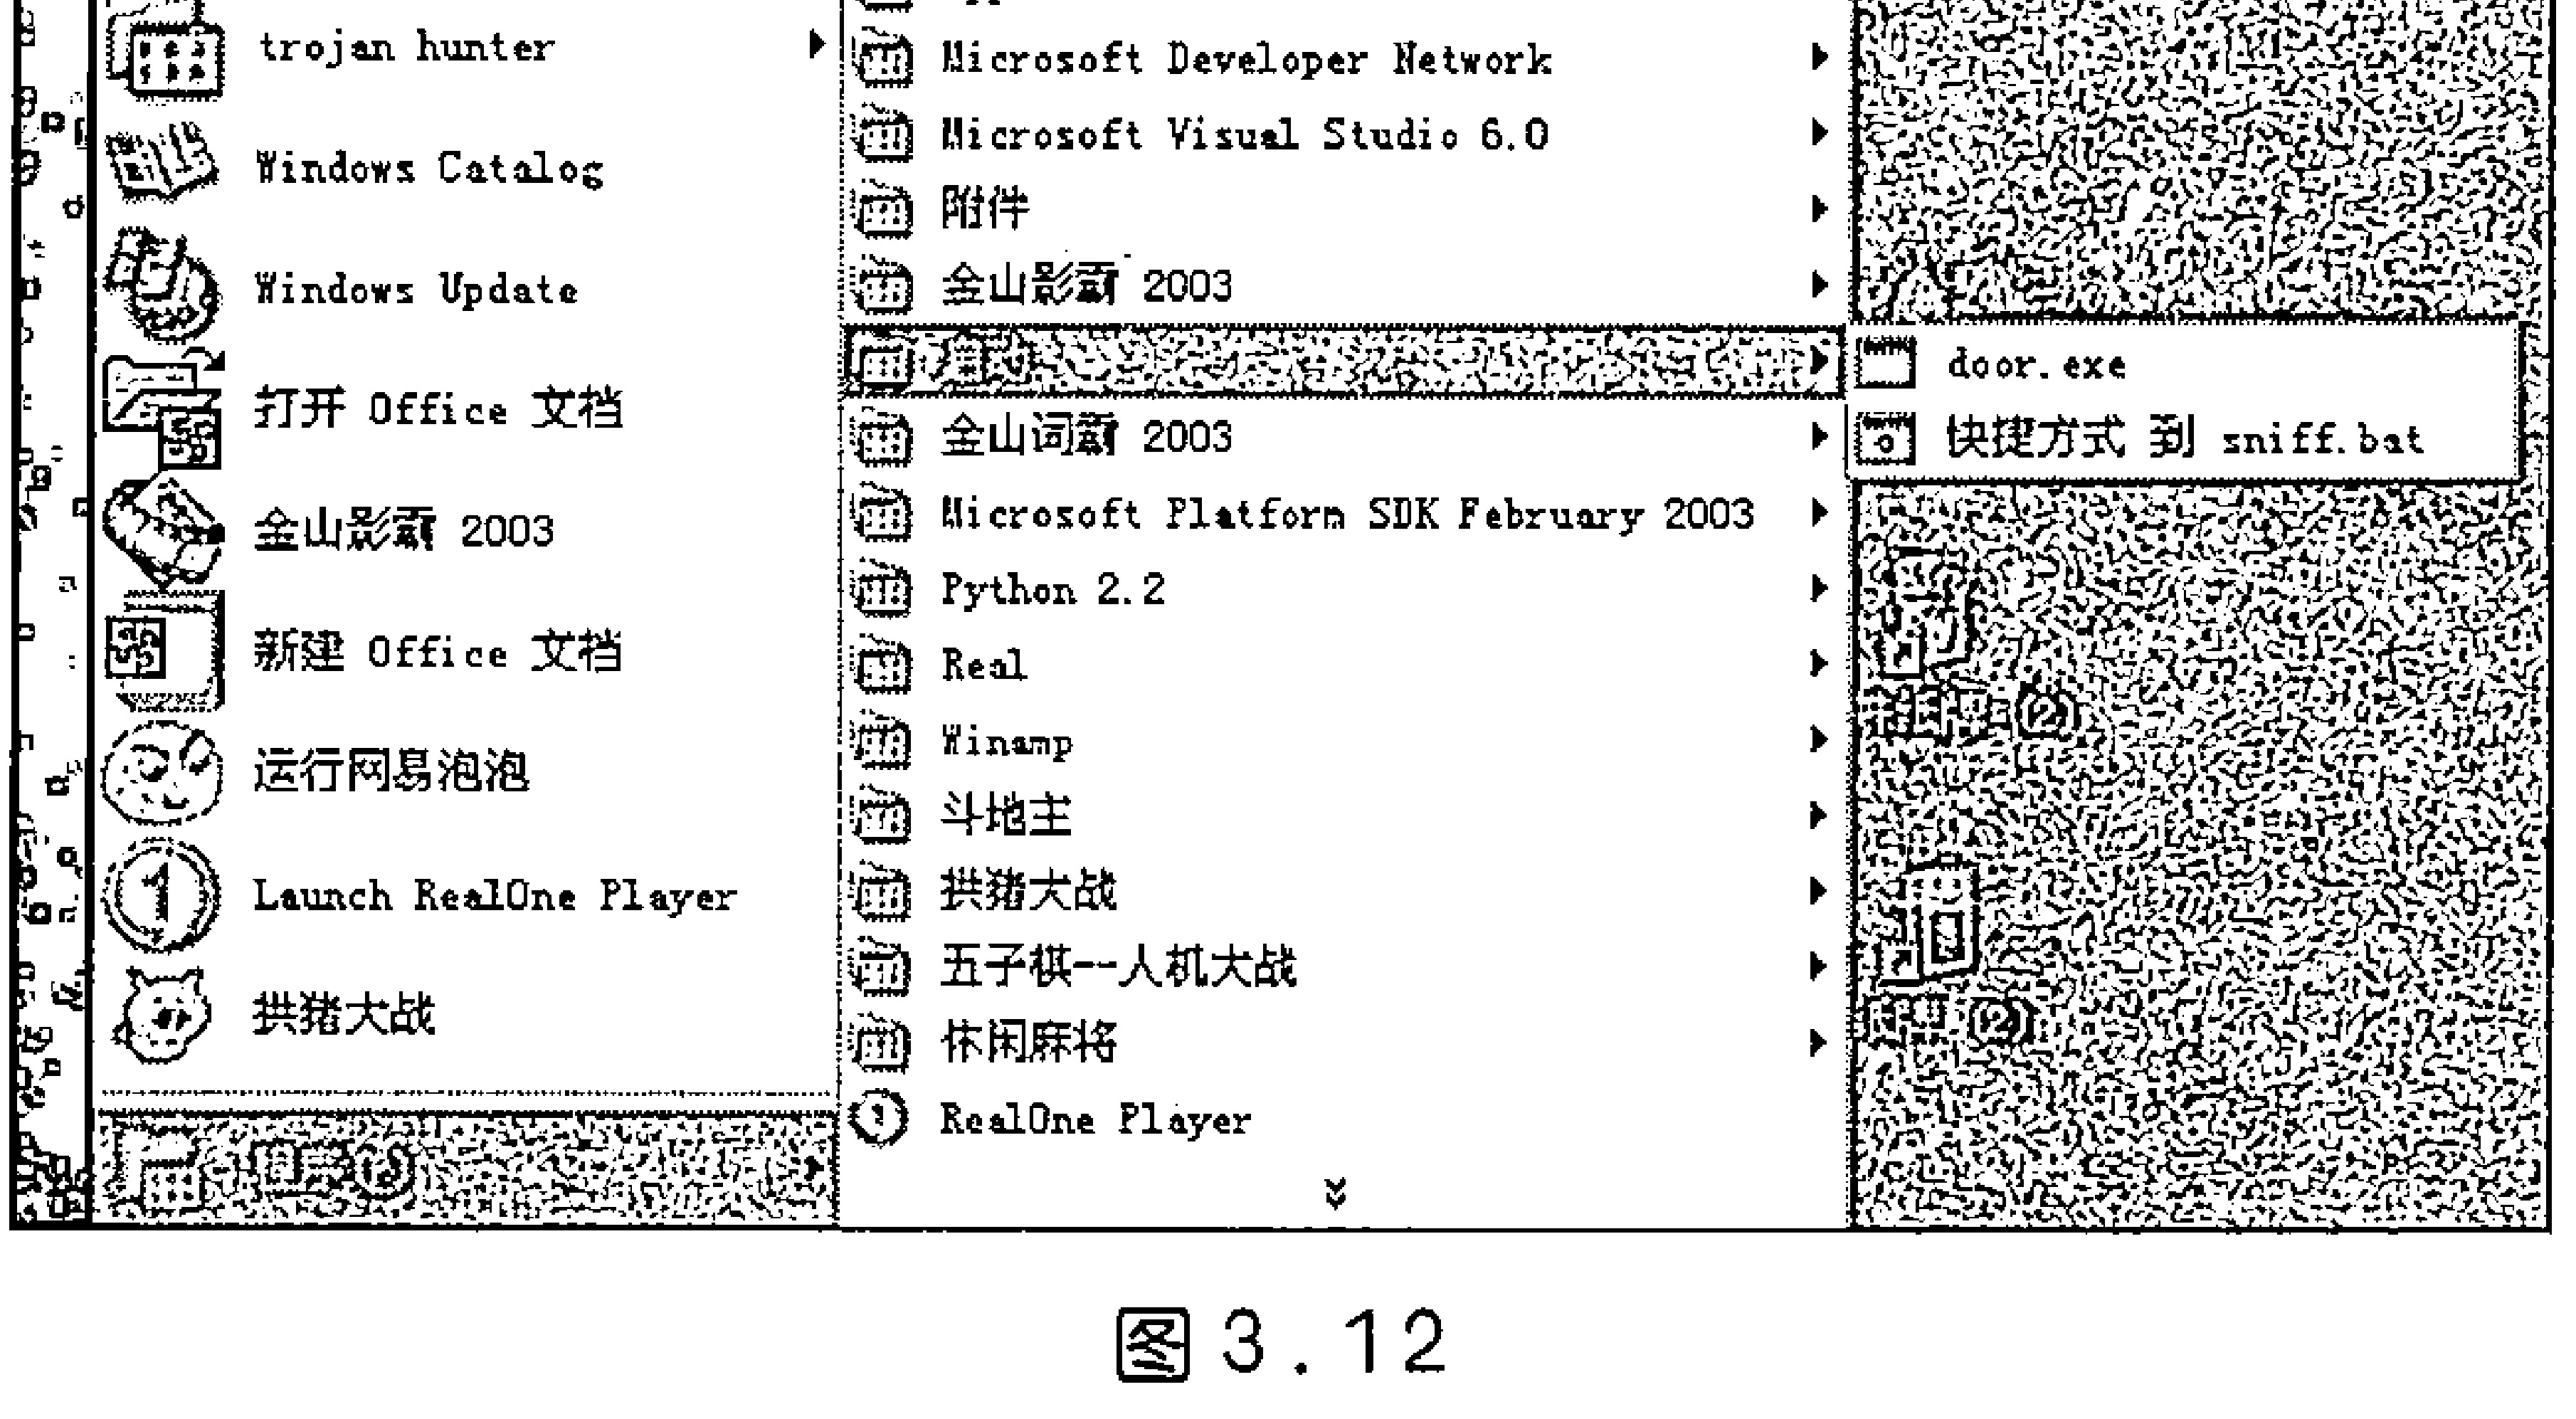 trojan hunter
Windows Catalog
Windows Update
打开 Office 文档
金山影霸 2003
新建 Office 文档
运行网易泡泡
Launch RealOne Player
拱猪大战
程序(P)
Microsoft Developer Network
Microsoft Visual Studio 6.0
附件
金山影霸 2003
启动
金山词霸 2003
Microsoft Platform SDK February 2003
Python 2.2
Real
Winamp
斗地主
拱猪大战
五子棋--人机大战
休闲麻将
RealOne Player
door.exe
快捷方式 到 sniff.bat
图3.12